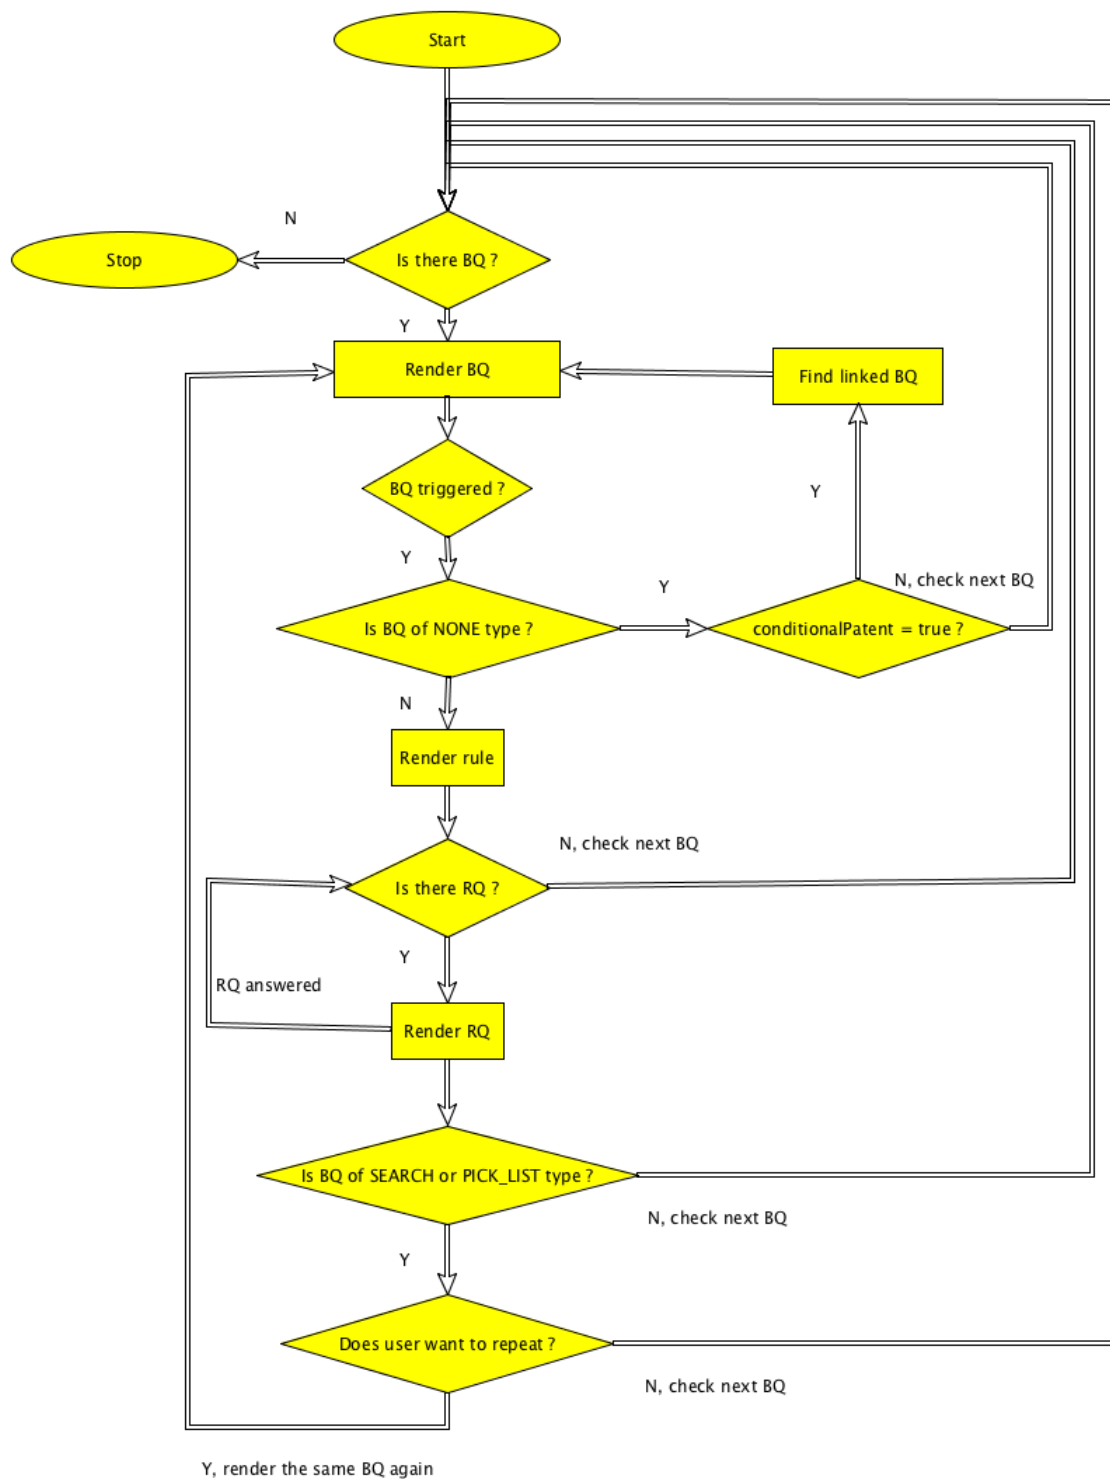 Start
N
Is there BQ ?
Stop
Y
Render BQ
Find linked BQ
BQ triggered ?
Y
Y
N, check next BQ
Y
Is BQ of NONE type ?
conditionalPatent = true ?
N
Render rule
N, check next BQ
Is there RQ ?
Y
RQ answered
Render RQ
Is BQ of SEARCH or PICK_LIST type ?
N, check next BQ
Y
Does user want to repeat ?
N, check next BQ
Y, render the same BQ again